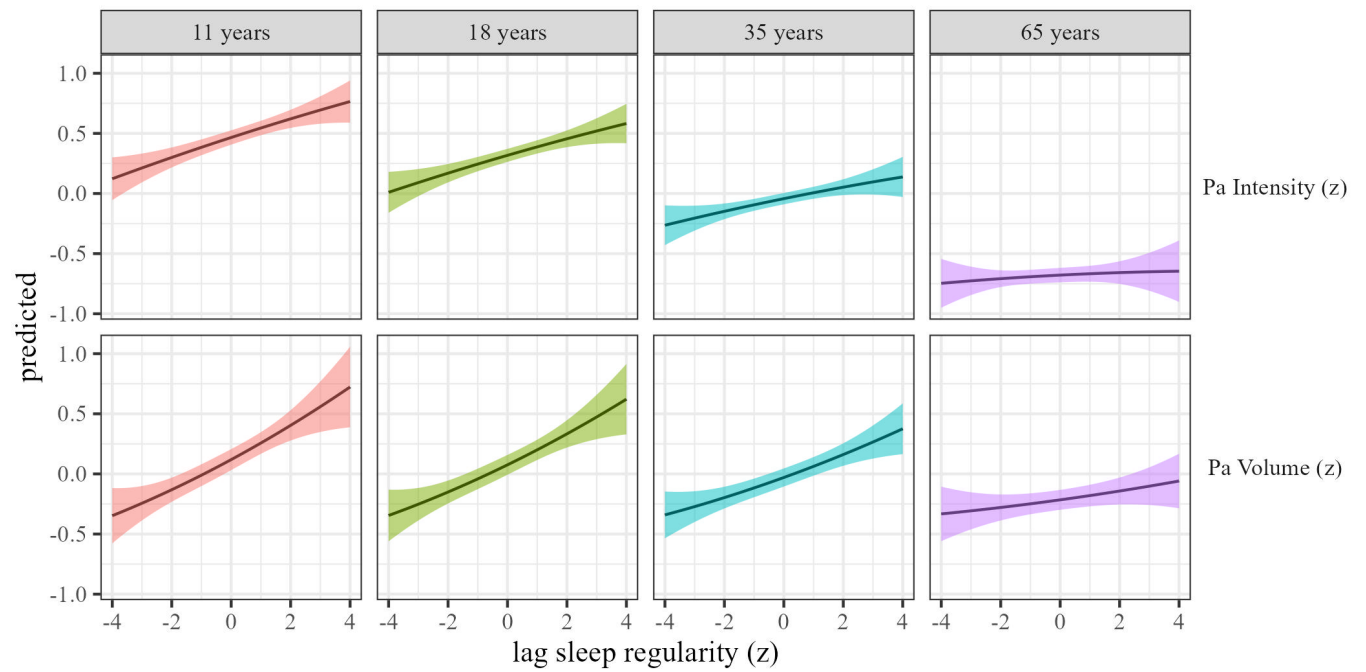 11 years
18 years
35 years
65 years
1.0
0.5
0.0
-0.5
-1.0
Pa Intensity (z)
predicted
1.0
0.5
0.0
-0.5
-1.0
Pa Volume (z)
-4 -2 0 2 4
-4 -2 0 2 4
-4 -2 0 2 4
-4 -2 0 2 4
lag sleep regularity (z)